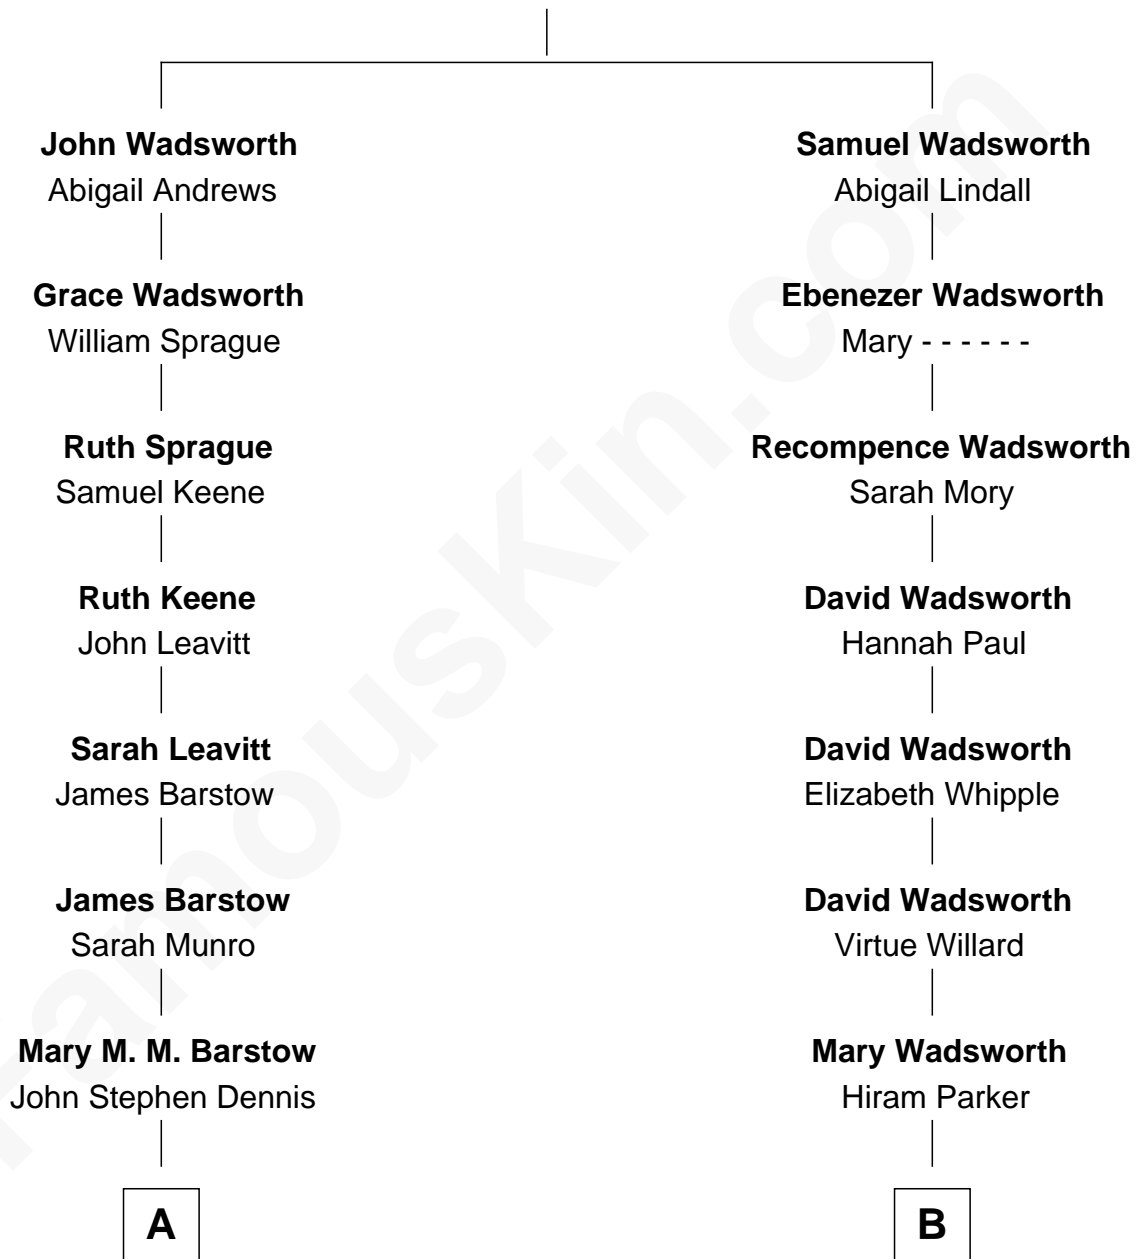 John Wadsworth
Abigail Andrews
Samuel Wadsworth
Abigail Lindall
Grace Wadsworth
William Sprague
Ebenezer Wadsworth
Mary - - - - - -
Ruth Sprague
Samuel Keene
Recompence Wadsworth
Sarah Mory
Ruth Keene
John Leavitt
David Wadsworth
Hannah Paul
Sarah Leavitt
James Barstow
David Wadsworth
Elizabeth Whipple
James Barstow
Sarah Munro
David Wadsworth
Virtue Willard
Mary M. M. Barstow
John Stephen Dennis
Mary Wadsworth
Hiram Parker
A
B
FamousKin.com